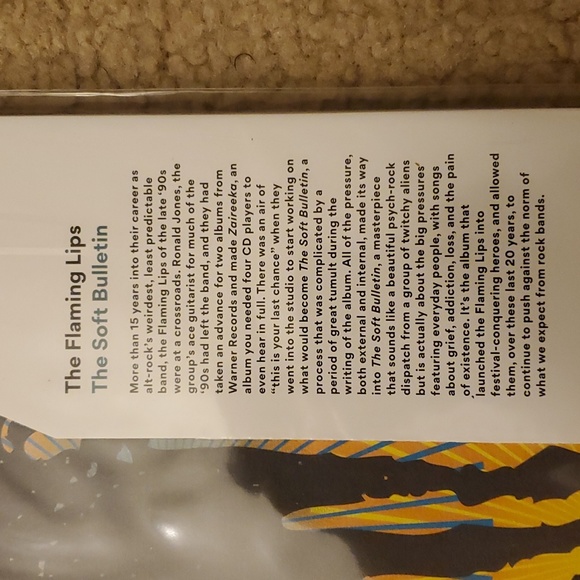 The Flaming Lips
The Soft Bulletin
More than 15 years into their career as
alt-rock's weirdest, least predictable
band, the Flaming Lips of the late '90s
were at a crossroads. Ronald Jones, the
group's ace guitarist for much of the
'90s had left the band, and they had
taken an advance for two albums from
Warner Records and made Zaireeka, an
album you needed four CD players to
even hear in full. There was an air of
"this is your last chance" when they
went into the studio to start working on
what would become The Soft Bulletin, a
process that was complicated by a
period of great tumult during the
writing of the album. All of the pressure,
both external and internal, made its way
into The Soft Bulletin, a masterpiece
that sounds like a beautiful psych-rock
dispatch from a group of twitchy aliens
but is actually about the big pressures
featuring everyday people, with songs
about grief, addiction, loss, and the pain
of existence. It's the album that
launched the Flaming Lips into
festival-conquering heroes, and allowed
them, over these last 20 years, to
continue to push against the norm of
what we expect from rock bands.